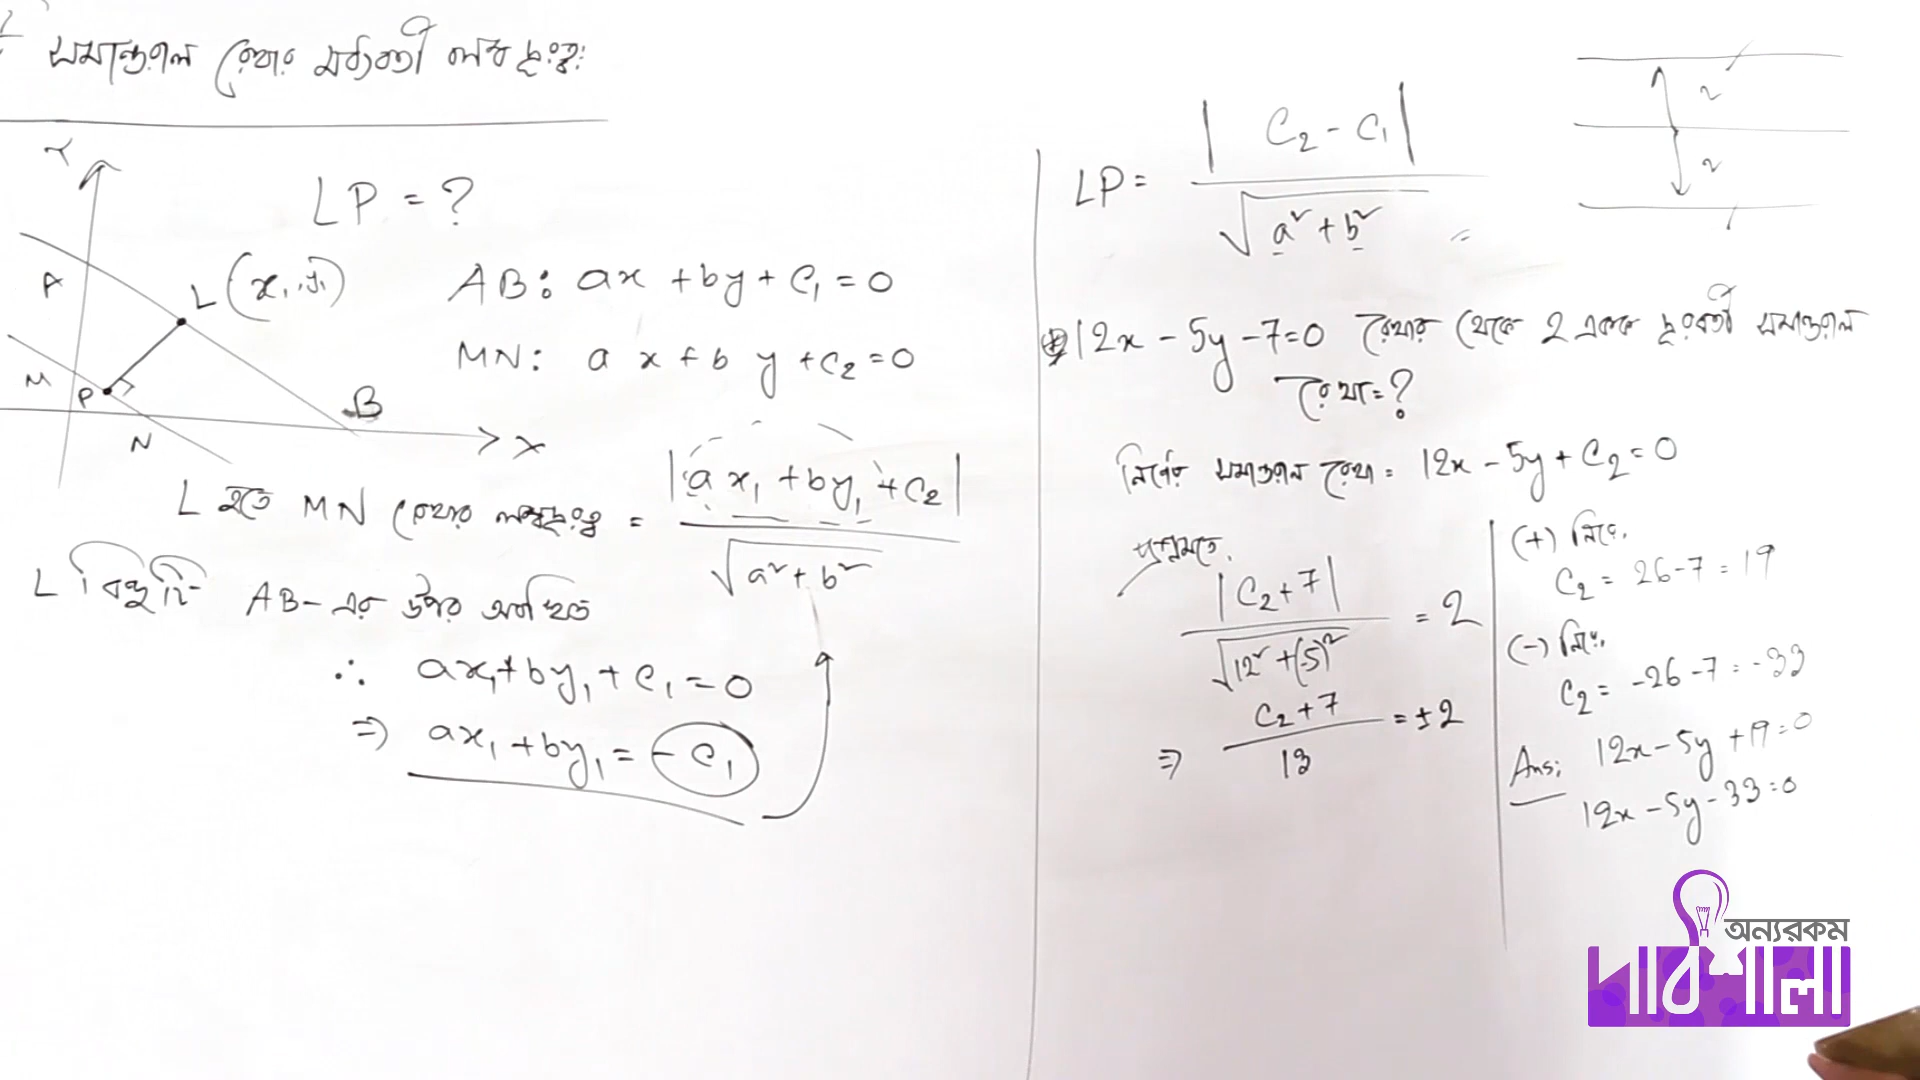 সমান্তরাল রেখার মধ্যবর্তী লম্ব দূরত্ব:
Y
LP = ?
A
L (x₁, y₁)
AB: ax + by + c₁ = 0
MN: a x + b y + c₂ = 0
M
P
B
N
X
L হতে MN রেখার লম্বদূরত্ব = |ax₁ + by₁ + c₂| / √(a² + b²)
L বিন্দুটি AB-এর উপর অবস্থিত
∴ ax₁ + by₁ + c₁ = 0
⇒ ax₁ + by₁ = - c₁
LP = |c₂ - c₁| / √(a² + b²) =
২
২
12x - 5y - 7 = 0 রেখার থেকে 2 একক দূরবর্তী সমান্তরাল
রেখা = ?
নির্ণেয় সমান্তরাল রেখা = 12x - 5y + c₂ = 0
প্রশ্নমতে,
|c₂ + 7| / √(12² + (-5)²) = 2
⇒ (c₂ + 7) / 13 = ± 2
(+) নিয়ে,
c₂ = 26 - 7 = 19
(-) নিয়ে,
c₂ = -26 - 7 = -33
Ans: 12x - 5y + 19 = 0
12x - 5y - 33 = 0
অন্যরকম
পাঠশালা